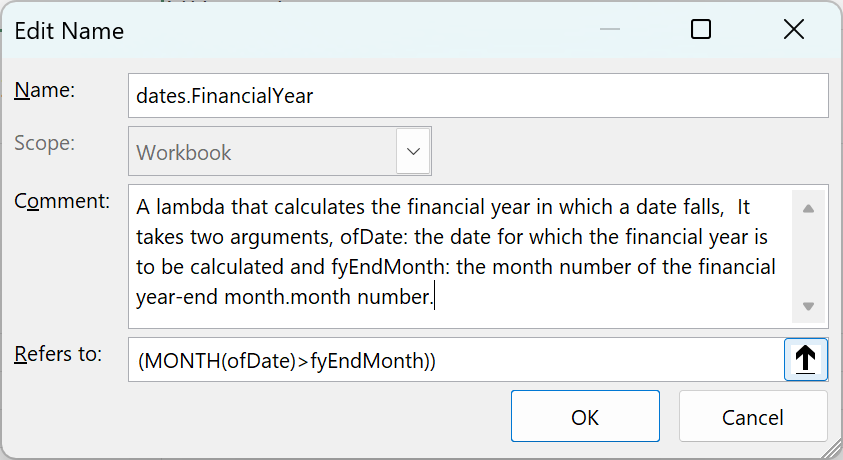 Edit Name
Name:
dates.FinancialYear
Scope:
Workbook
Comment:
A lambda that calculates the financial year in which a date falls,  It
takes two arguments, ofDate: the date for which the financial year is
to be calculated and fyEndMonth: the month number of the financial
year-end month.month number.
Refers to:
(MONTH(ofDate)>fyEndMonth))
OK
Cancel